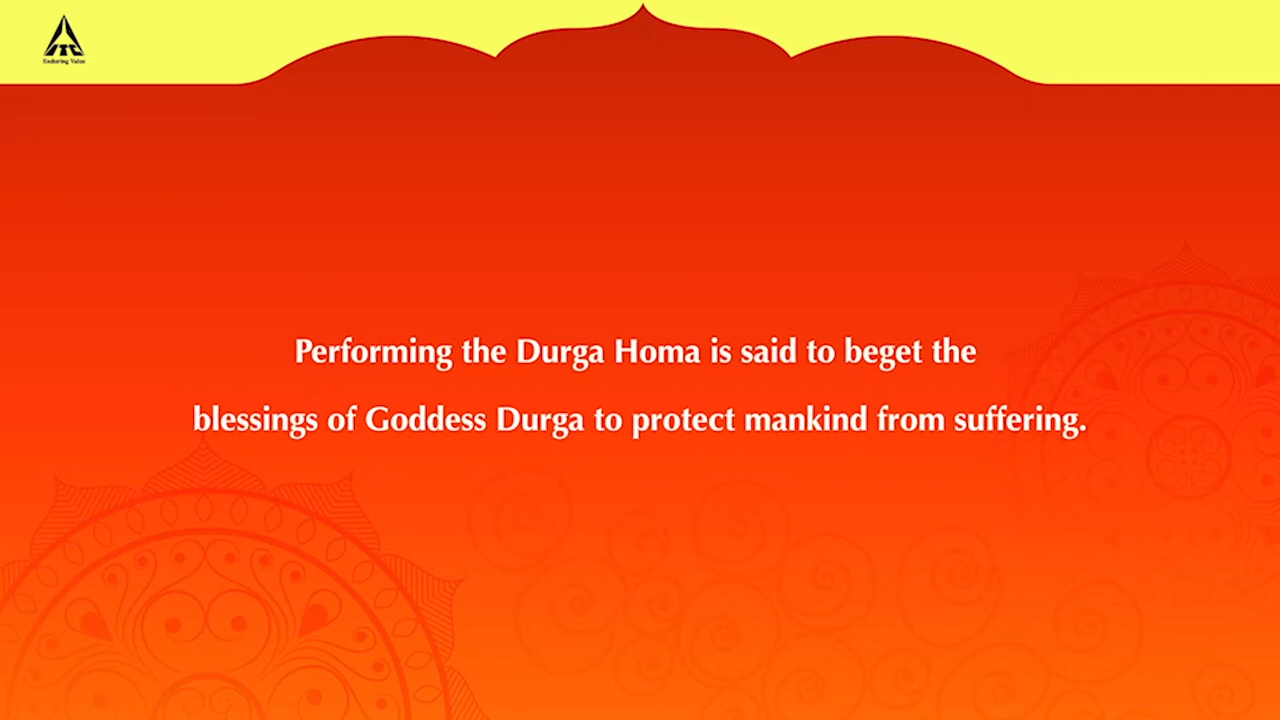 ITC
Enduring Value
Performing the Durga Homa is said to beget the
blessings of Goddess Durga to protect mankind from suffering.